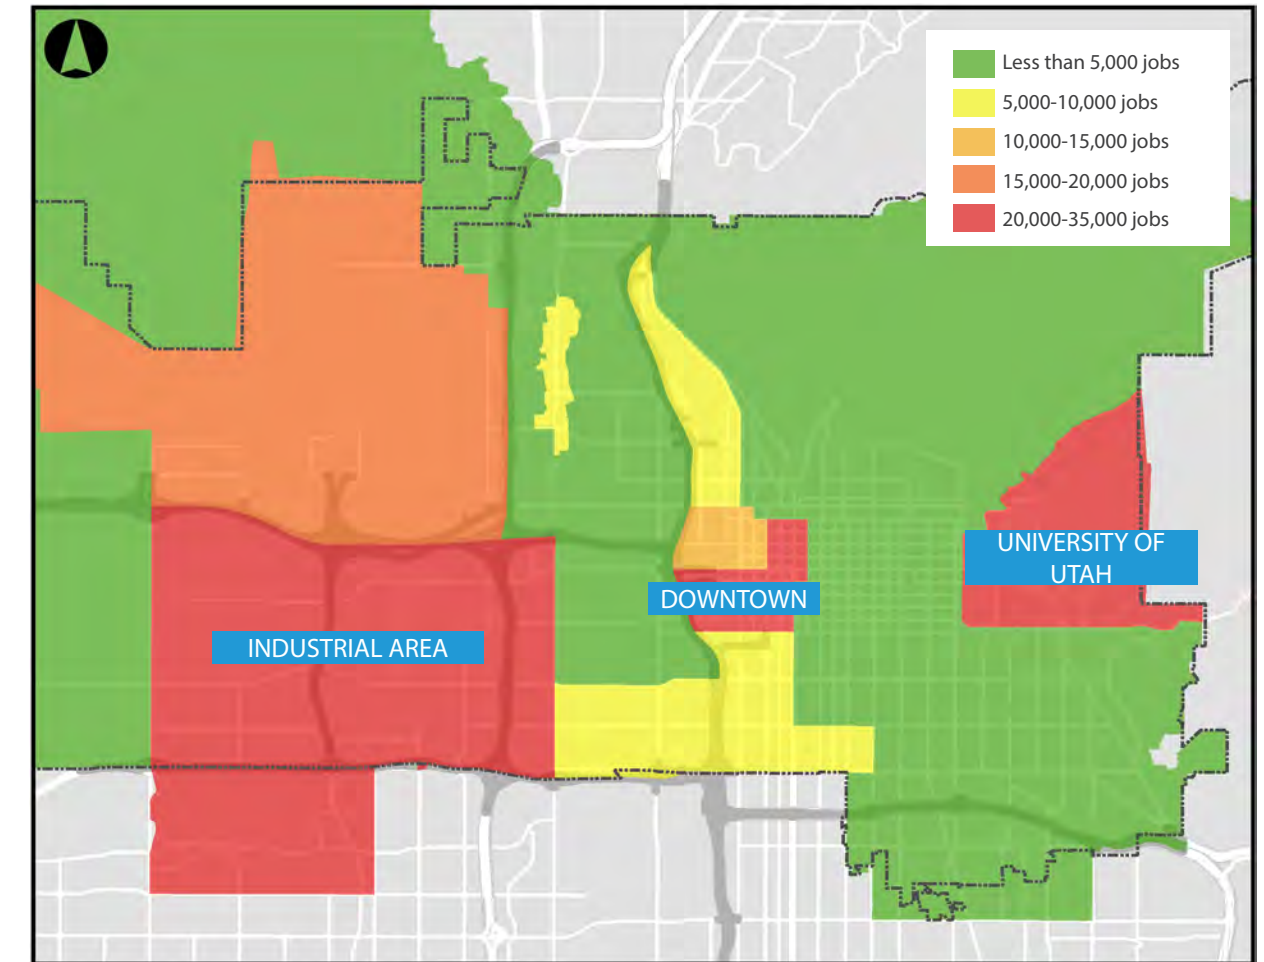 Less than 5,000 jobs
5,000-10,000 jobs
10,000-15,000 jobs
15,000-20,000 jobs
20,000-35,000 jobs
UNIVERSITY OF
UTAH
DOWNTOWN
INDUSTRIAL AREA